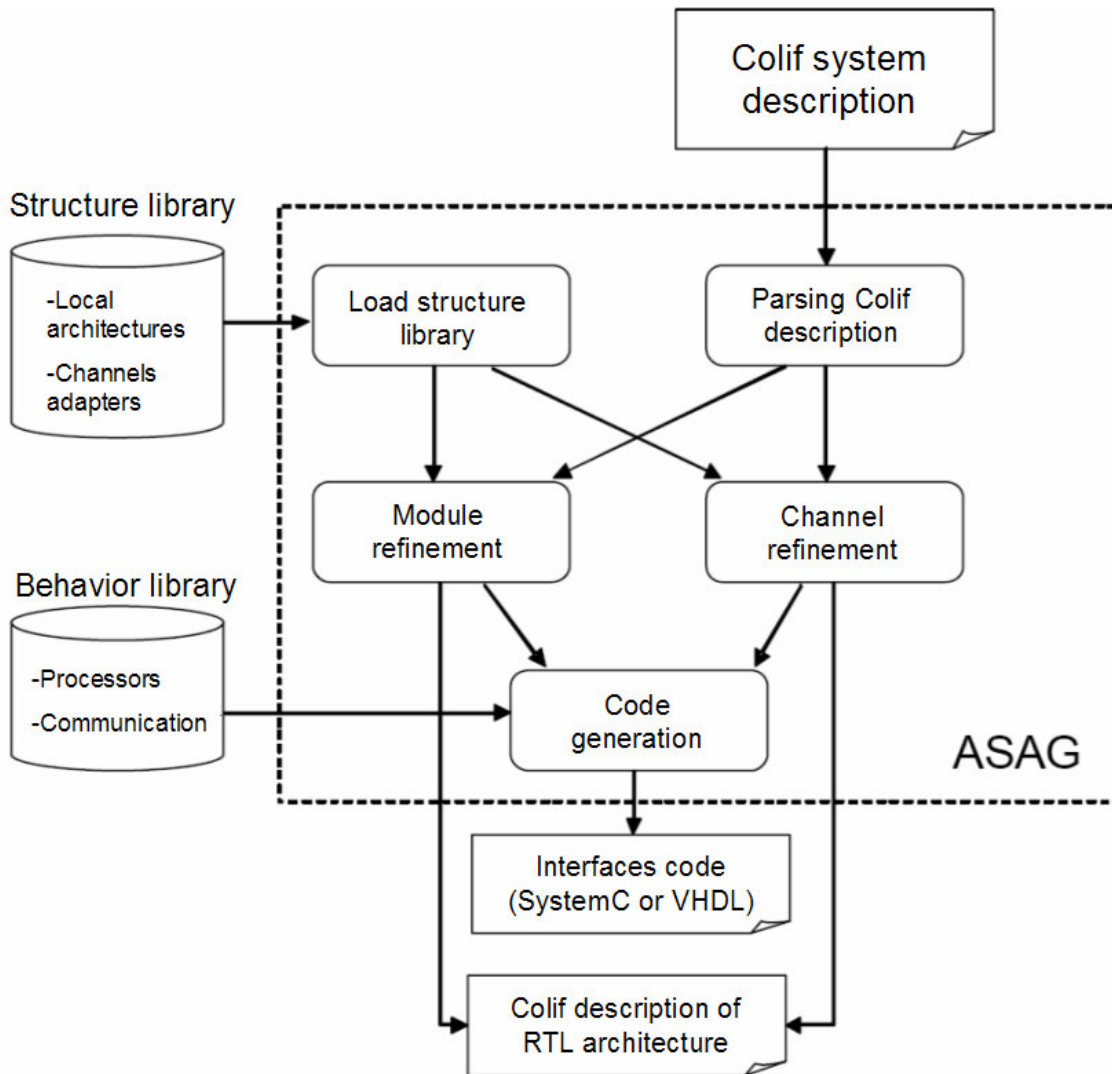 Colif system
description
Structure library
-Local
architectures
-Channels
adapters
Load structure
library
Parsing Colif
description
Module
refinement
Channel
refinement
Behavior library
-Processors
-Communication
Code
generation
ASAG
Interfaces code
(SystemC or VHDL)
Colif description of
RTL architecture